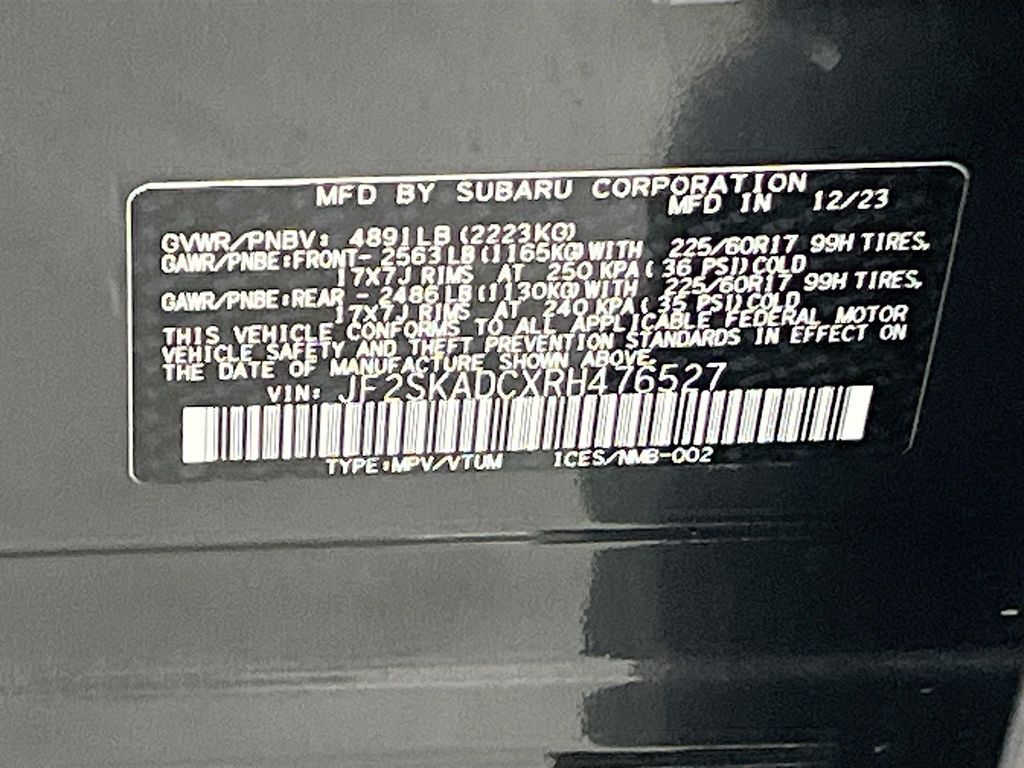 MFD BY SUBARU CORPORATION
MFD IN 12/23
GVWR/PNBV: 4891LB (2223KG)
GAWR/PNBE:FRONT- 2563LB (1165KG) WITH 225/60R17 99H TIRES,
17X7J RIMS AT 250 KPA ( 36 PSI) COLD
GAWR/PNBE:REAR - 2486LB (1130KG) WITH 225/60R17 99H TIRES,
17X7J RIMS AT 240 KPA ( 35 PSI) COLD
THIS VEHICLE CONFORMS TO ALL APPLICABLE FEDERAL MOTOR
VEHICLE SAFETY AND THEFT PREVENTION STANDARDS IN EFFECT ON
THE DATE OF MANUFACTURE SHOWN ABOVE.
VIN: JF2SKADCXRH476527
TYPE:MPV/VTUM ICES/NMB-002